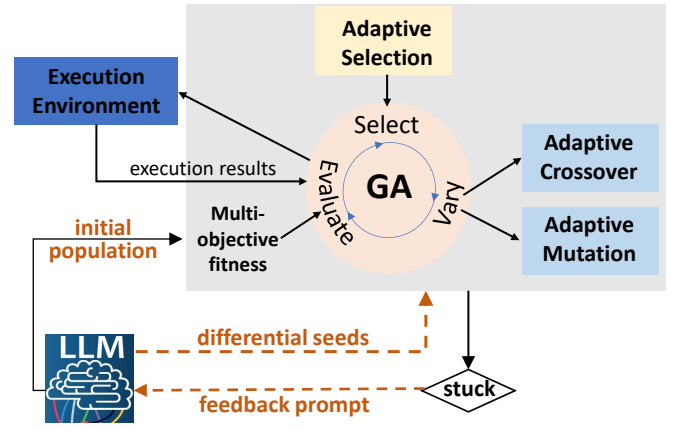 Adaptive
Selection
Execution
Environment
Select
execution results
Evaluate
GA
Vary
Adaptive
Crossover
Multi-
objective
fitness
Adaptive
Mutation
initial
population
LLM
differential seeds
feedback prompt
stuck